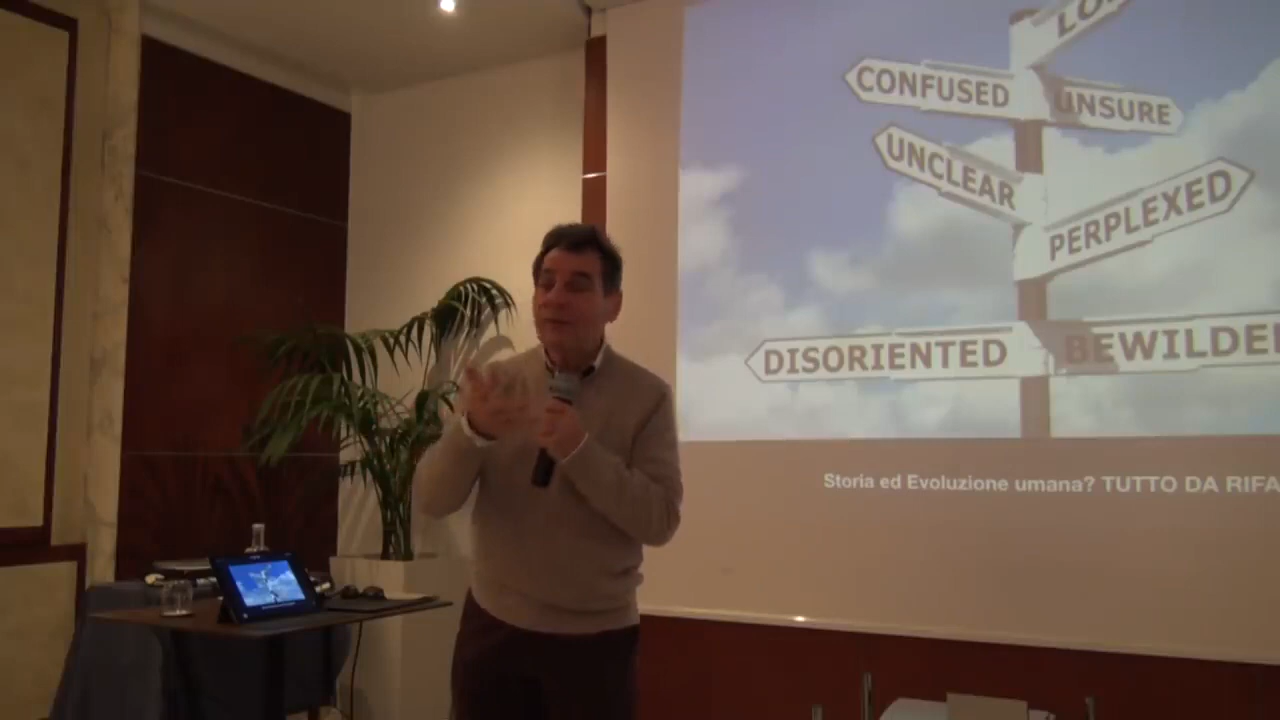 CONFUSED
UNSURE
UNCLEAR
PERPLEXED
DISORIENTED
Storia ed Evoluzione umana? TUTTO DA